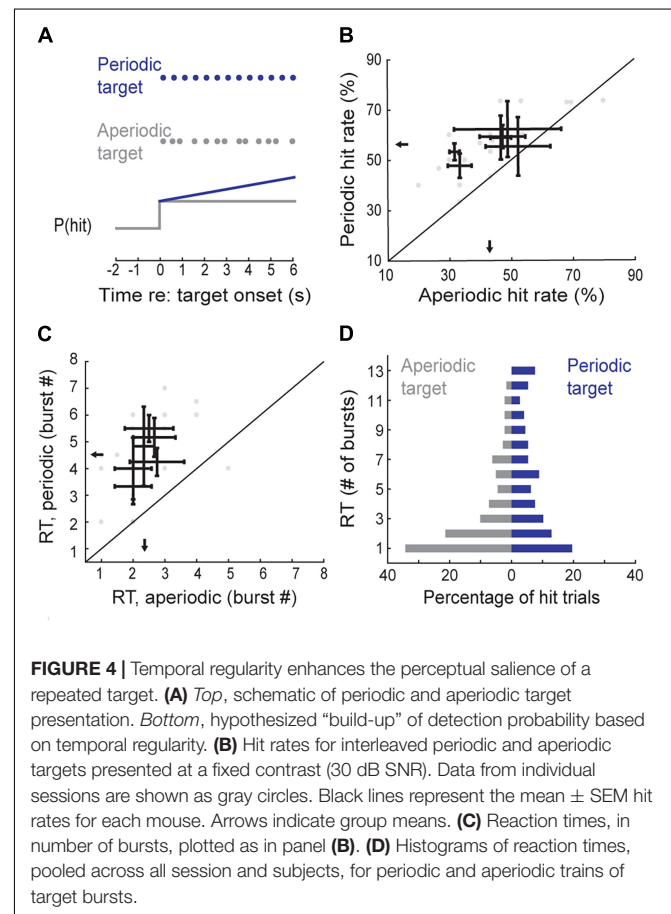 A
Periodic
target
Aperiodic
target
P(hit)
-2 -1 0 1 2 3 4 5 6
Time re: target onset (s)
B
90
70
50
30
10
10 30 50 70 90
Periodic hit rate (%)
Aperiodic hit rate (%)
C
8
7
6
5
4
3
2
1
1 2 3 4 5 6 7 8
RT, periodic (burst #)
RT, aperiodic (burst #)
D
Aperiodic
target
Periodic
target
13
11
9
7
5
3
1
40 20 0 20 40
RT (# of bursts)
Percentage of hit trials
FIGURE 4 | Temporal regularity enhances the perceptual salience of a
repeated target. (A) Top, schematic of periodic and aperiodic target
presentation. Bottom, hypothesized “build-up” of detection probability based
on temporal regularity. (B) Hit rates for interleaved periodic and aperiodic
targets presented at a fixed contrast (30 dB SNR). Data from individual
sessions are shown as gray circles. Black lines represent the mean ± SEM hit
rates for each mouse. Arrows indicate group means. (C) Reaction times, in
number of bursts, plotted as in panel (B). (D) Histograms of reaction times,
pooled across all session and subjects, for periodic and aperiodic trains of
target bursts.